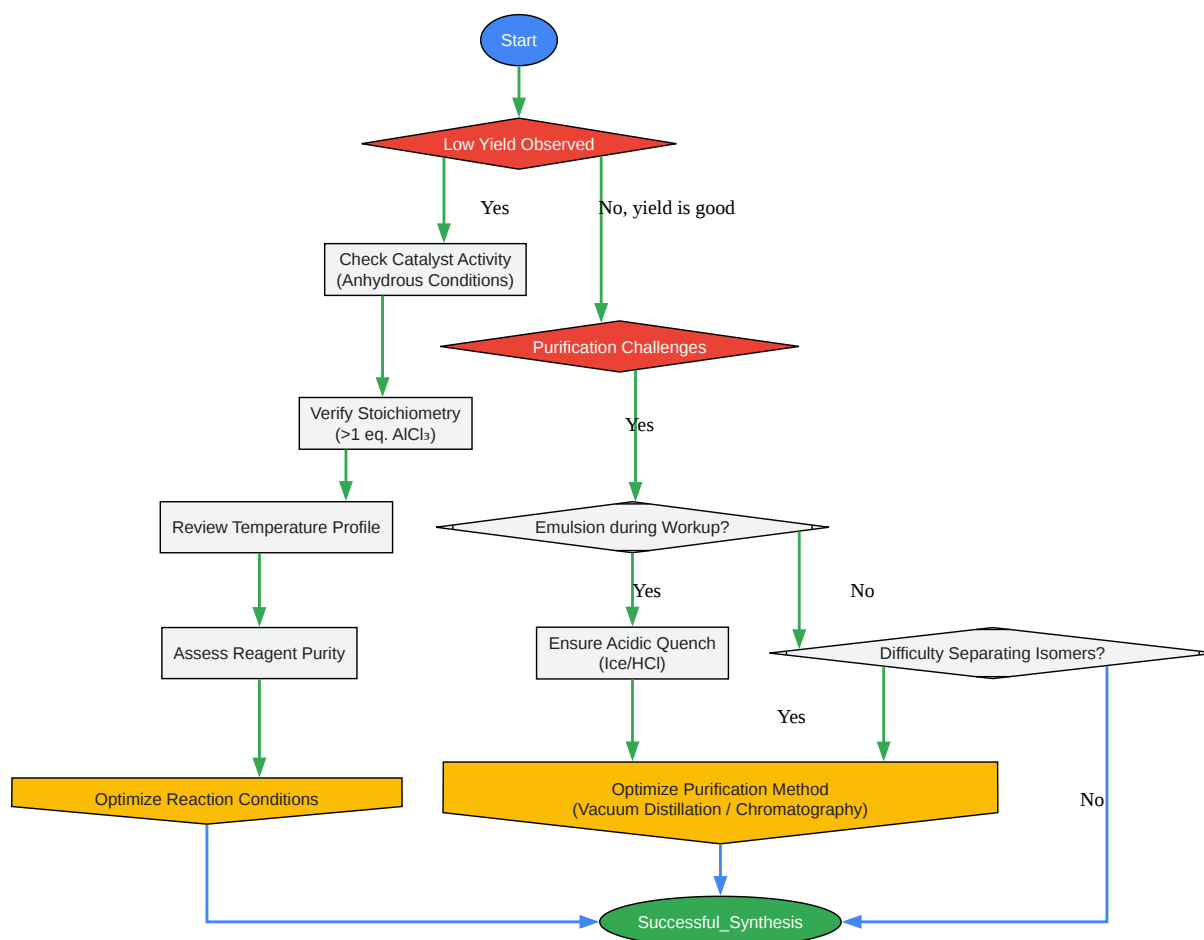 Start
Low Yield Observed
Yes
No, yield is good
Check Catalyst Activity
(Anhydrous Conditions)
Purification Challenges
Verify Stoichiometry
(>1 eq. AlCl₃)
Yes
Review Temperature Profile
Emulsion during Workup?
Yes
No
Assess Reagent Purity
Ensure Acidic Quench
(Ice/HCl)
Difficulty Separating Isomers?
Yes
Optimize Reaction Conditions
Optimize Purification Method
(Vacuum Distillation / Chromatography)
No
Successful_Synthesis